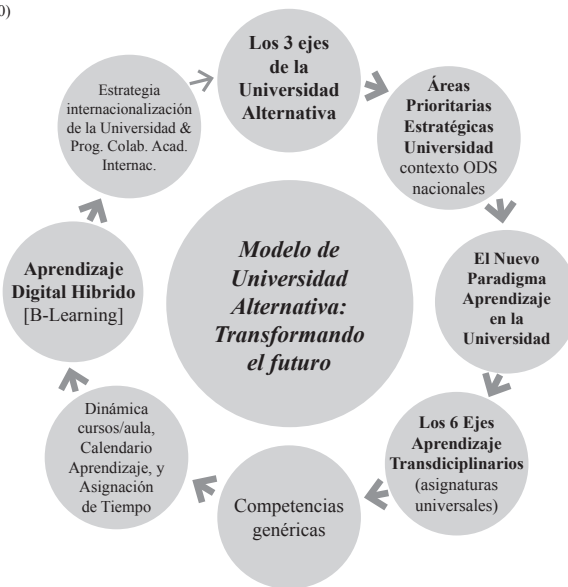 0)
Los 3 ejes
de la
Universidad
Alternativa
Áreas
Prioritarias
Estratégicas
Universidad
contexto ODS
nacionales
El Nuevo
Paradigma
Aprendizaje
en la
Universidad
Los 6 Ejes
Aprendizaje
Transdiciplinarios
(asignaturas
universales)
Competencias
genéricas
Dinámica
cursos/aula,
Calendario
Aprendizaje, y
Asignación
de Tiempo
Aprendizaje
Digital Hibrido
[B-Learning]
Estrategia
internacionalización
de la Universidad &
Prog. Colab. Acad.
Internac.
Modelo de
Universidad
Alternativa:
Transformando
el futuro